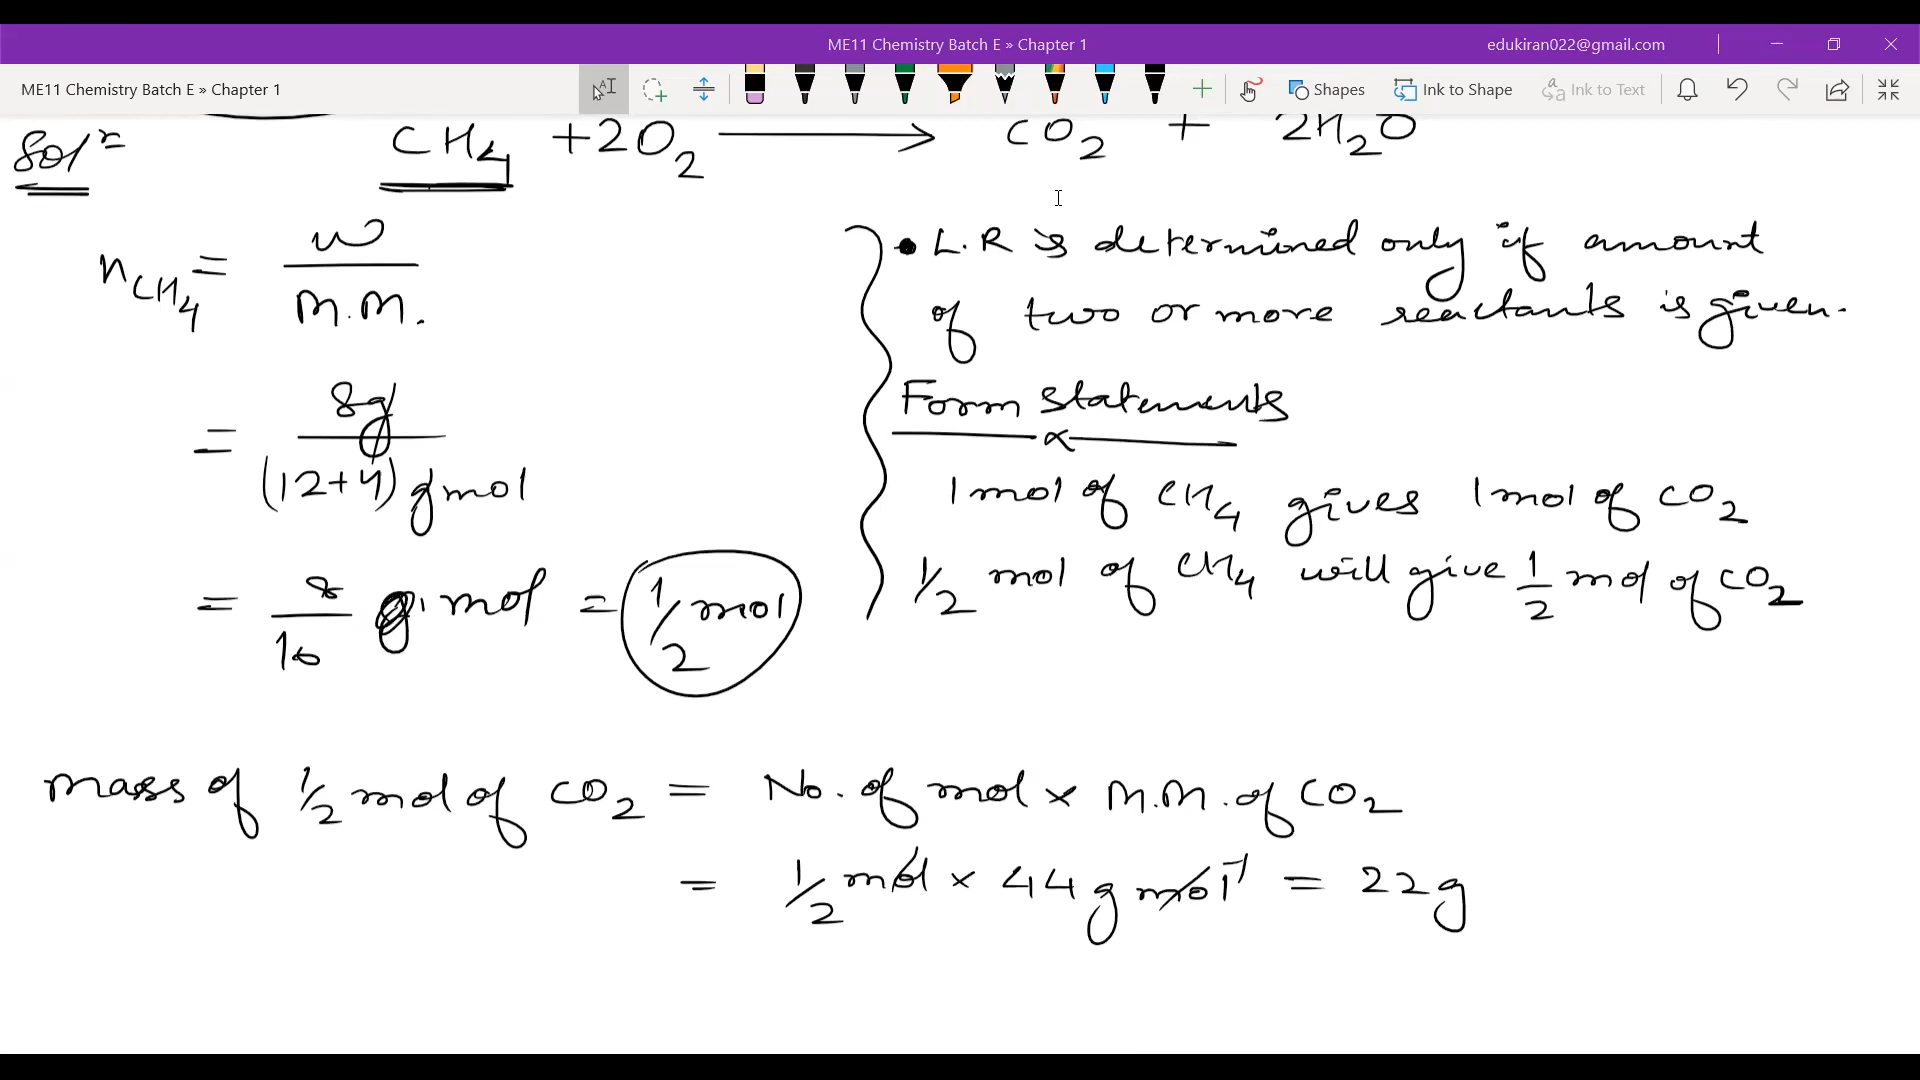 ME11 Chemistry Batch E » Chapter 1
edukiran022@gmail.com
ME11 Chemistry Batch E » Chapter 1
Shapes
Ink to Shape
Ink to Text
Solⁿ CH₄ + 2O₂ → CO₂ + 2H₂O
n CH₄ = w / M.M.
= 8g / (12+4) g mol
= 8/16 g. mol = 1/2 mol
• L.R is determined only if amount
of two or more reactants is given.
Form statements
1 mol of CH₄ gives 1 mol of CO₂
1/2 mol of CH₄ will give 1/2 mol of CO₂
mass of 1/2 mol of CO₂ = No. of mol × M.M. of CO₂
= 1/2 mol × 44 g mol⁻¹ = 22g